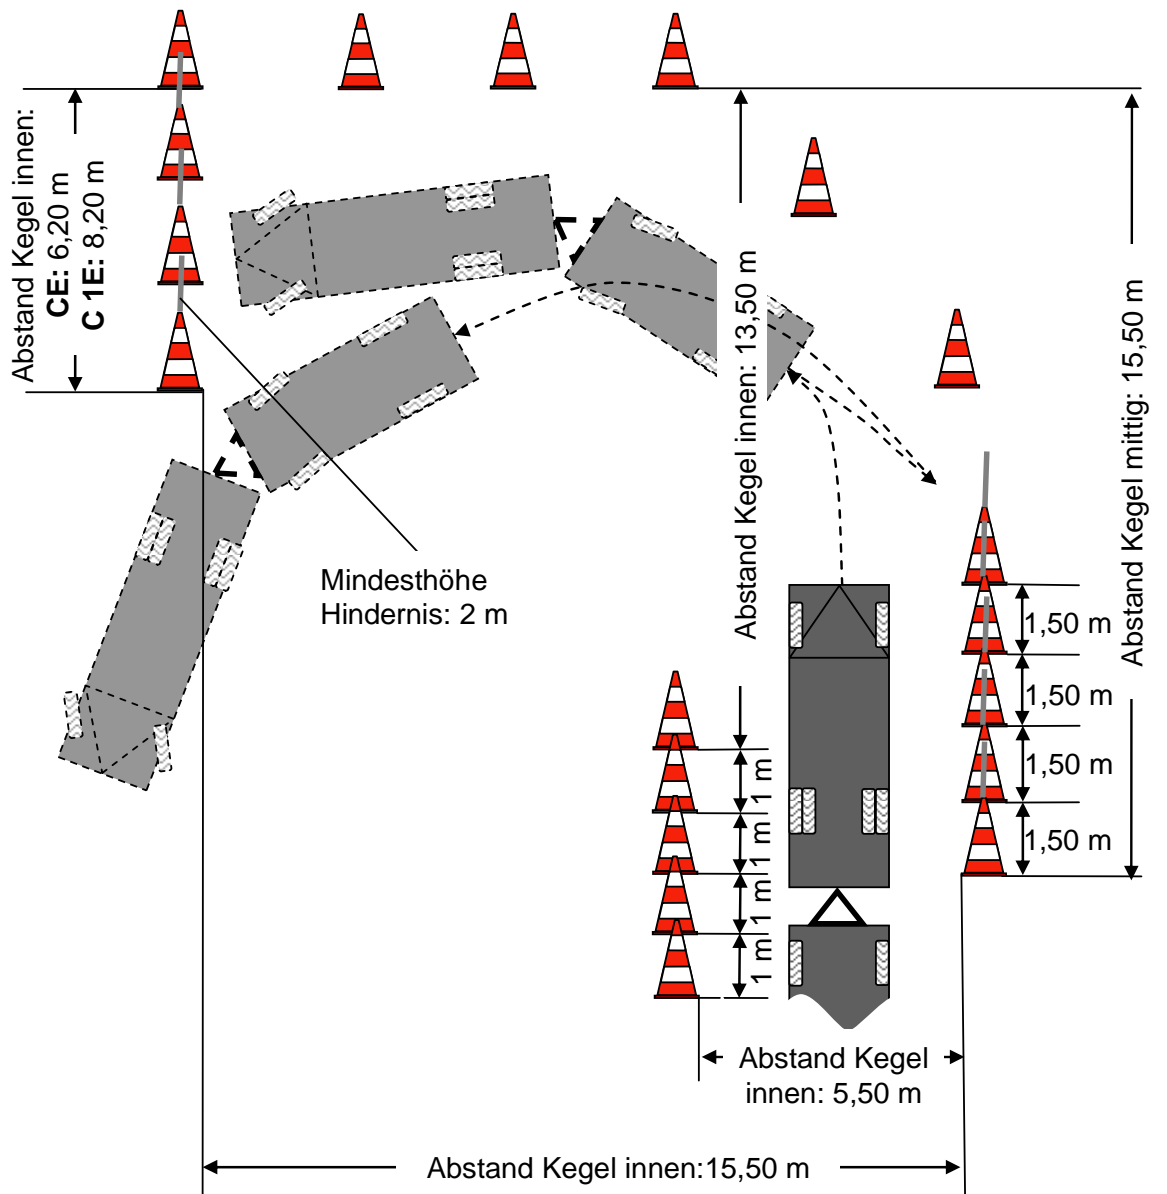 Abstand Kegel innen:
CE: 6,20 m
C 1E: 8,20 m
Abstand Kegel innen: 13,50 m
Abstand Kegel mittig: 15,50 m
Mindesthöhe
Hindernis: 2 m
1,50 m
1,50 m
1,50 m
1,50 m
1 m
1 m
1 m
1 m
Abstand Kegel
innen: 5,50 m
Abstand Kegel innen:15,50 m